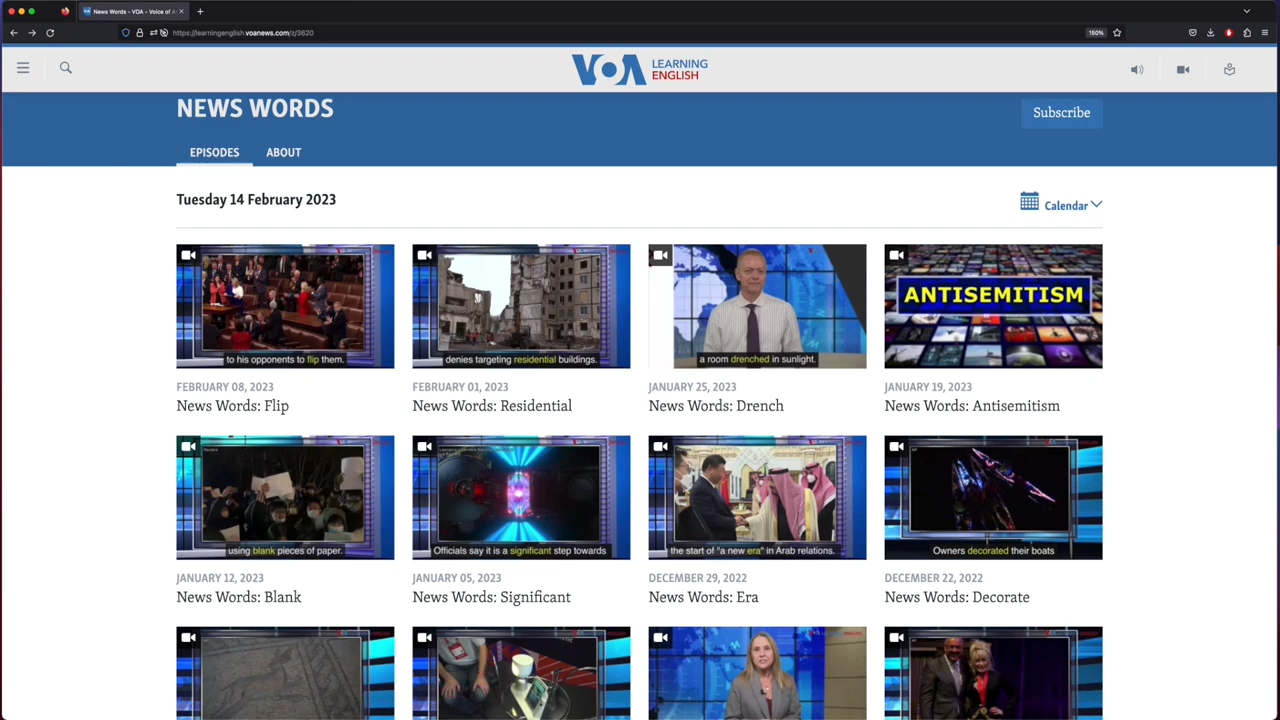 News Words - VOA - Voice of A
https://learningenglish.voanews.com/z/3620
150%
VOA LEARNING ENGLISH
NEWS WORDS
Subscribe
EPISODES ABOUT
Tuesday 14 February 2023
Calendar
to his opponents to flip them.
denies targeting residential buildings.
a room drenched in sunlight.
ANTISEMITISM
FEBRUARY 08, 2023
News Words: Flip
FEBRUARY 01, 2023
News Words: Residential
JANUARY 25, 2023
News Words: Drench
JANUARY 19, 2023
News Words: Antisemitism
Reuters
using blank pieces of paper.
Officials say it is a significant step towards
the start of "a new era" in Arab relations.
Owners decorated their boats
JANUARY 12, 2023
News Words: Blank
JANUARY 05, 2023
News Words: Significant
DECEMBER 29, 2022
News Words: Era
DECEMBER 22, 2022
News Words: Decorate